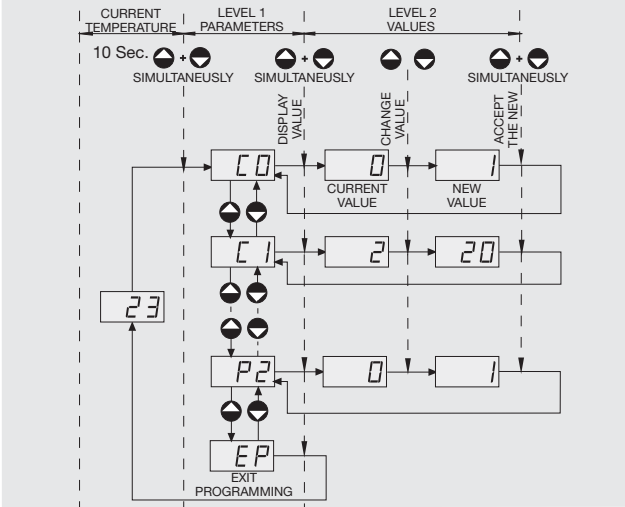 CURRENT TEMPERATURE
LEVEL 1 PARAMETERS
LEVEL 2 VALUES
10 Sec.
+
SIMULTANEUSLY
+
SIMULTANEUSLY
+
SIMULTANEUSLY
DISPLAY VALUE
CHANGE VALUE
ACCEPT THE NEW
C0
0
1
CURRENT VALUE
NEW VALUE
C1
2
20
23
P2
0
1
EP
EXIT PROGRAMMING